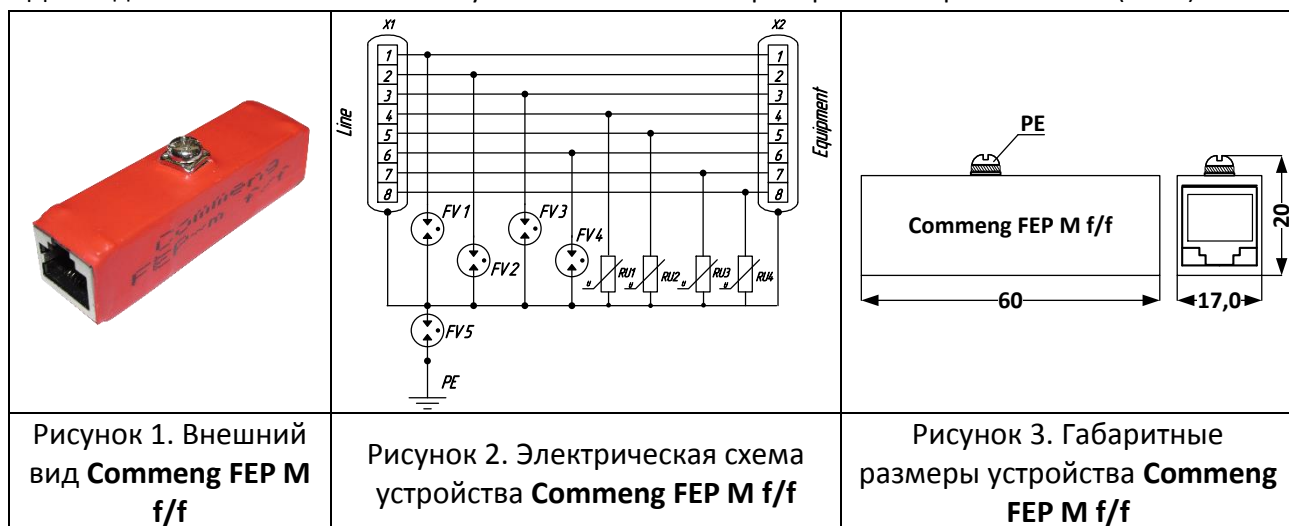 Commeng
FEP-m f/f
X1
X2
1
2
3
4
5
6
7
8
1
2
3
4
5
6
7
8
Line
Equipment
FV1
FV2
FV3
FV4
u RU1
u RU2
u RU3
u RU4
FV5
PE
PE
Commeng FEP M f/f
60
17,0
20
Рисунок 1. Внешний
вид Commeng FEP M
f/f
Рисунок 2. Электрическая схема
устройства Commeng FEP M f/f
Рисунок 3. Габаритные
размеры устройства Commeng
FEP M f/f